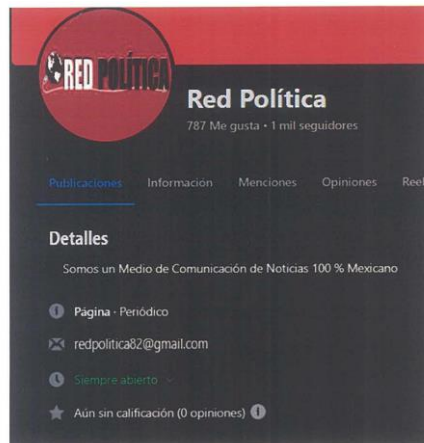 RED POLÍTICA
Red Política
787 Me gusta • 1 mil seguidores
Publicaciones Información Menciones Opiniones Reel
Detalles
Somos un Medio de Comunicación de Noticias 100 % Mexicano
Página · Periódico
redpolitica82@gmail.com
Siempre abierto
Aún sin calificación (0 opiniones)